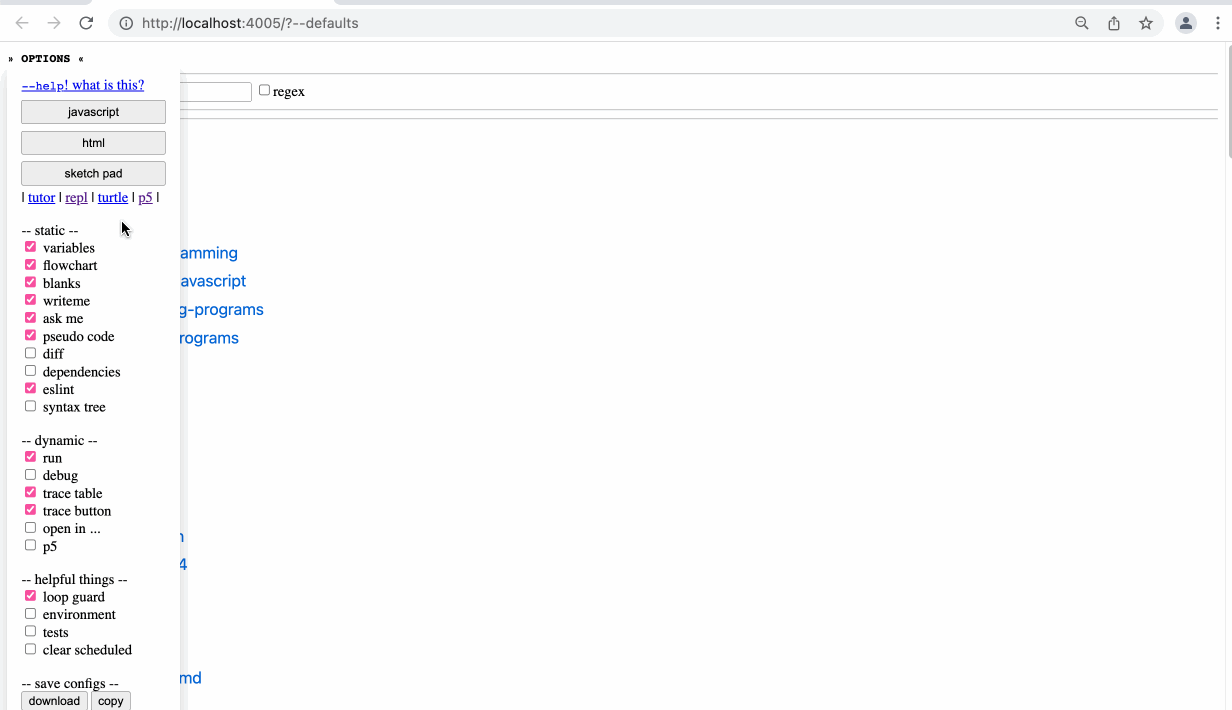 http://localhost:4005/?--defaults
» OPTIONS «
--help! what is this?
regex
javascript
html
sketch pad
| tutor | repl | turtle | p5 |
-- static --
variables
amming
flowchart
avascript
blanks
g-programs
writeme
ask me
pseudo code
rograms
diff
dependencies
eslint
syntax tree
-- dynamic --
run
debug
trace table
trace button
open in ...
p5
4
-- helpful things --
loop guard
environment
tests
clear scheduled
-- save configs --
md
download copy